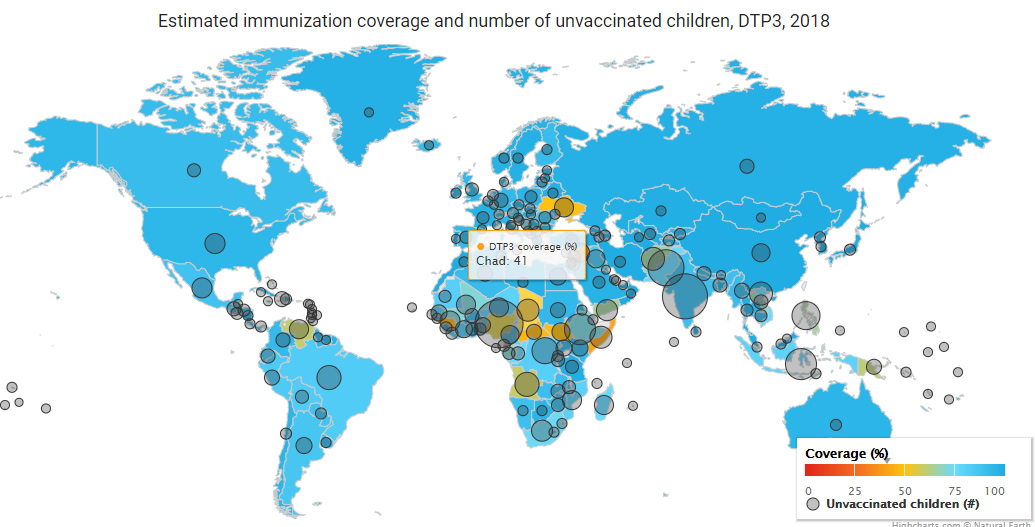 Estimated immunization coverage and number of unvaccinated children, DTP3, 2018
DTP3 coverage (%)
Chad: 41
Coverage (%)
0 25 50 75 100
Unvaccinated children (#)
Highcharts.com © Natural Earth